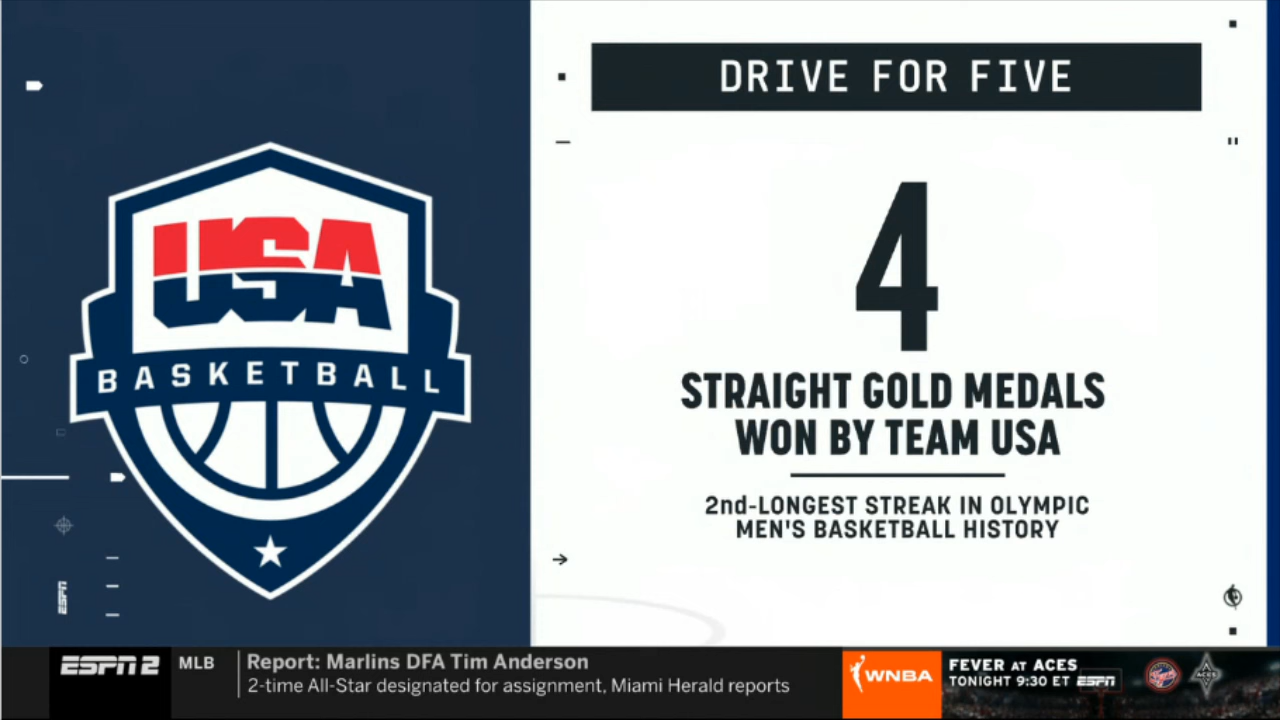 DRIVE FOR FIVE
USA
BASKETBALL
4
STRAIGHT GOLD MEDALS
WON BY TEAM USA
2nd-LONGEST STREAK IN OLYMPIC
MEN'S BASKETBALL HISTORY
ESPN
ESPN2
MLB
Report: Marlins DFA Tim Anderson
2-time All-Star designated for assignment, Miami Herald reports
WNBA
FEVER AT ACES
TONIGHT 9:30 ET ESPN
ACES